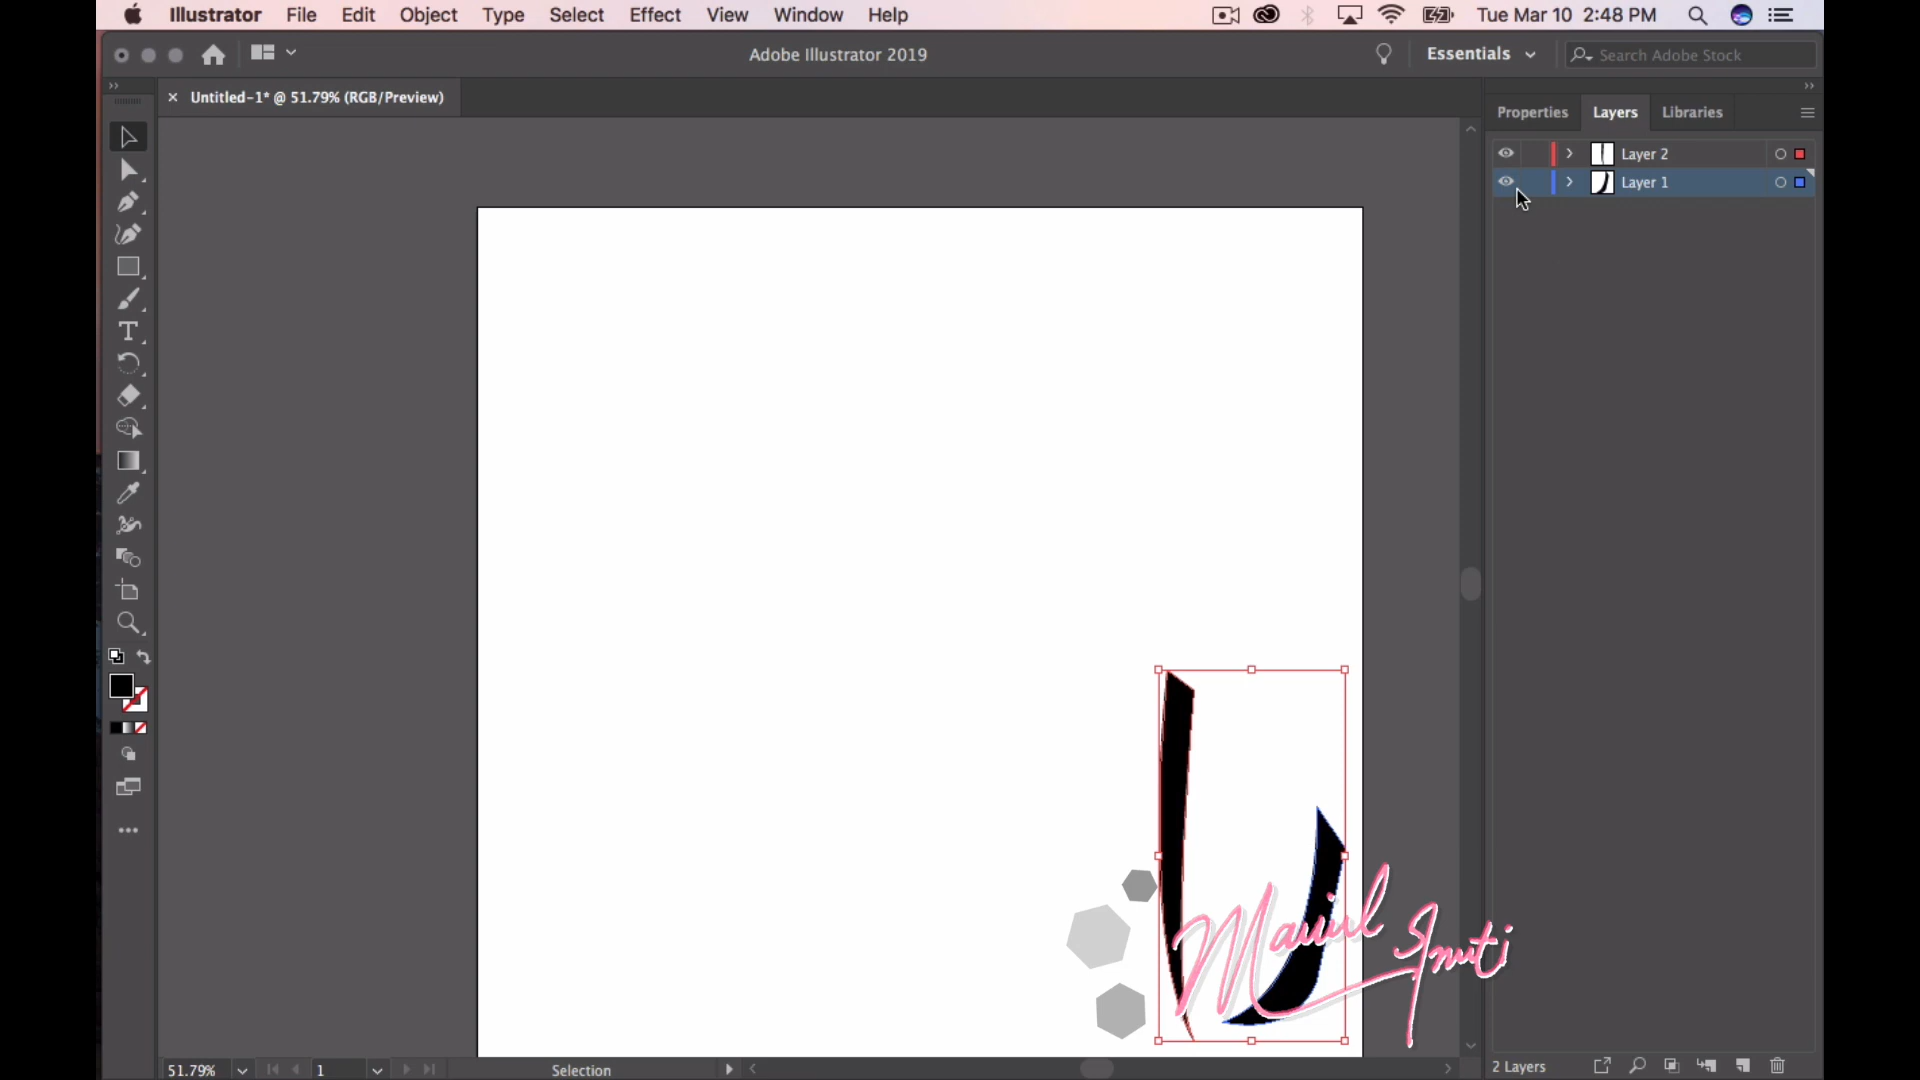 Illustrator File Edit Object Type Select Effect View Window Help Tue Mar 10 2:48 PM
Adobe Illustrator 2019 Essentials Search Adobe Stock
Untitled-1* @ 51.79% (RGB/Preview)
Properties Layers Libraries
Layer 2
Layer 1
51.79% 1 Selection 2 Layers